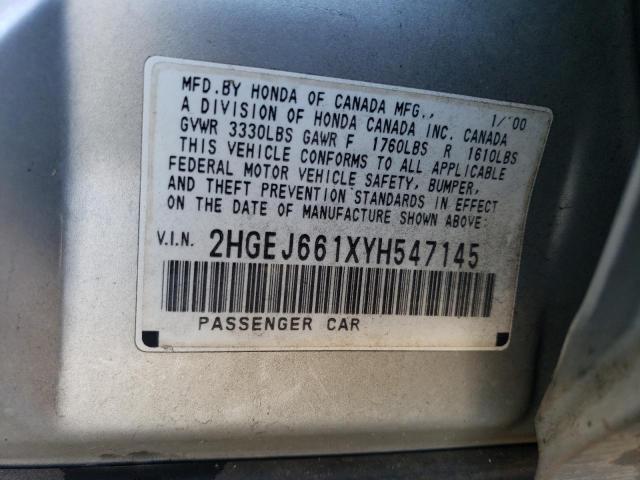 MFD.BY HONDA OF CANADA MFG.,
A DIVISION OF HONDA CANADA INC. CANADA 1/'00
GVWR 3330LBS GAWR F 1760LBS R 1610LBS
THIS VEHICLE CONFORMS TO ALL APPLICABLE
FEDERAL MOTOR VEHICLE SAFETY, BUMPER,
AND THEFT PREVENTION STANDARDS IN EFFECT
ON THE DATE OF MANUFACTURE SHOWN ABOVE.
V.I.N. 2HGEJ661XYH547145
PASSENGER CAR